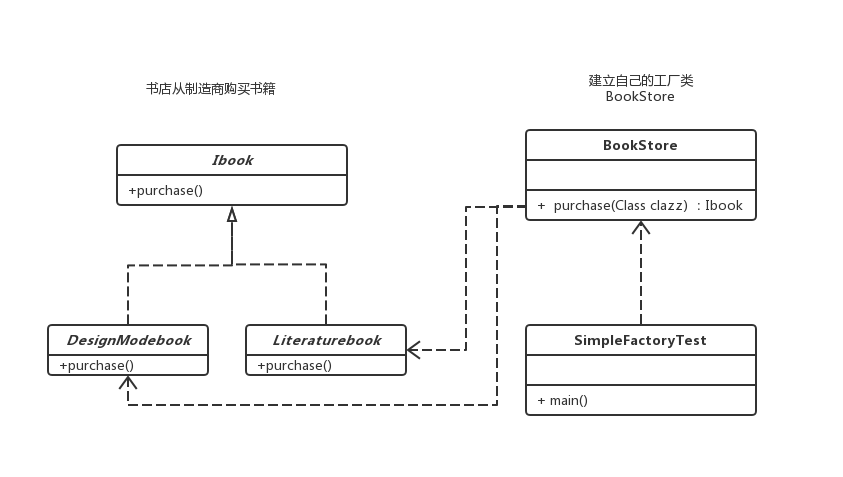 书店从制造商购买书籍
建立自己的工厂类
BookStore
Ibook
+purchase()
BookStore
+ purchase(Class clazz) : Ibook
DesignModebook
+purchase()
Literaturebook
+purchase()
SimpleFactoryTest
+ main()